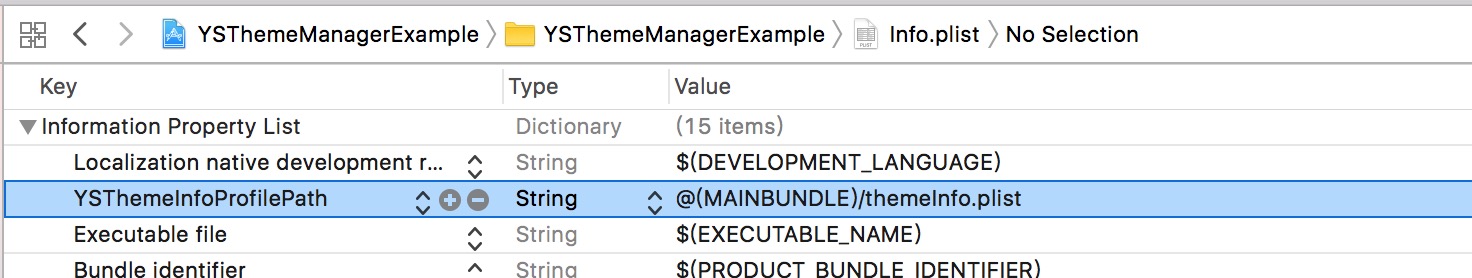 YSThemeManagerExample YSThemeManagerExample Info.plist No Selection
Key Type Value
Information Property List Dictionary (15 items)
Localization native development r... String $(DEVELOPMENT_LANGUAGE)
YSThemeInfoProfilePath String @(MAINBUNDLE)/themeInfo.plist
Executable file String $(EXECUTABLE_NAME)
Bundle identifier String $(PRODUCT_BUNDLE_IDENTIFIER)